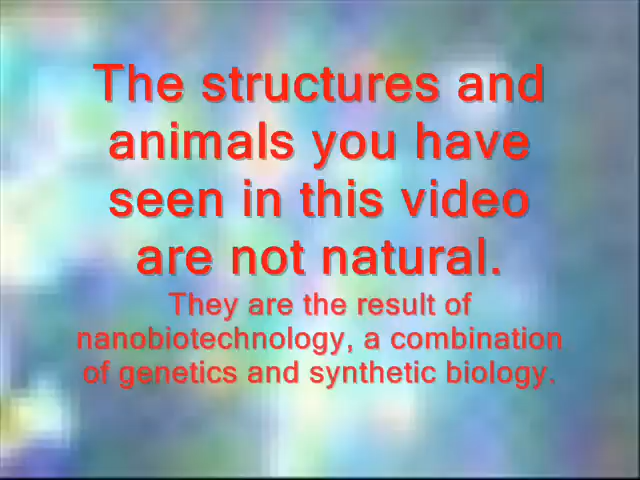 The structures and
animals you have
seen in this video
are not natural.
They are the result of
nanobiotechnology, a combination
of genetics and synthetic biology.